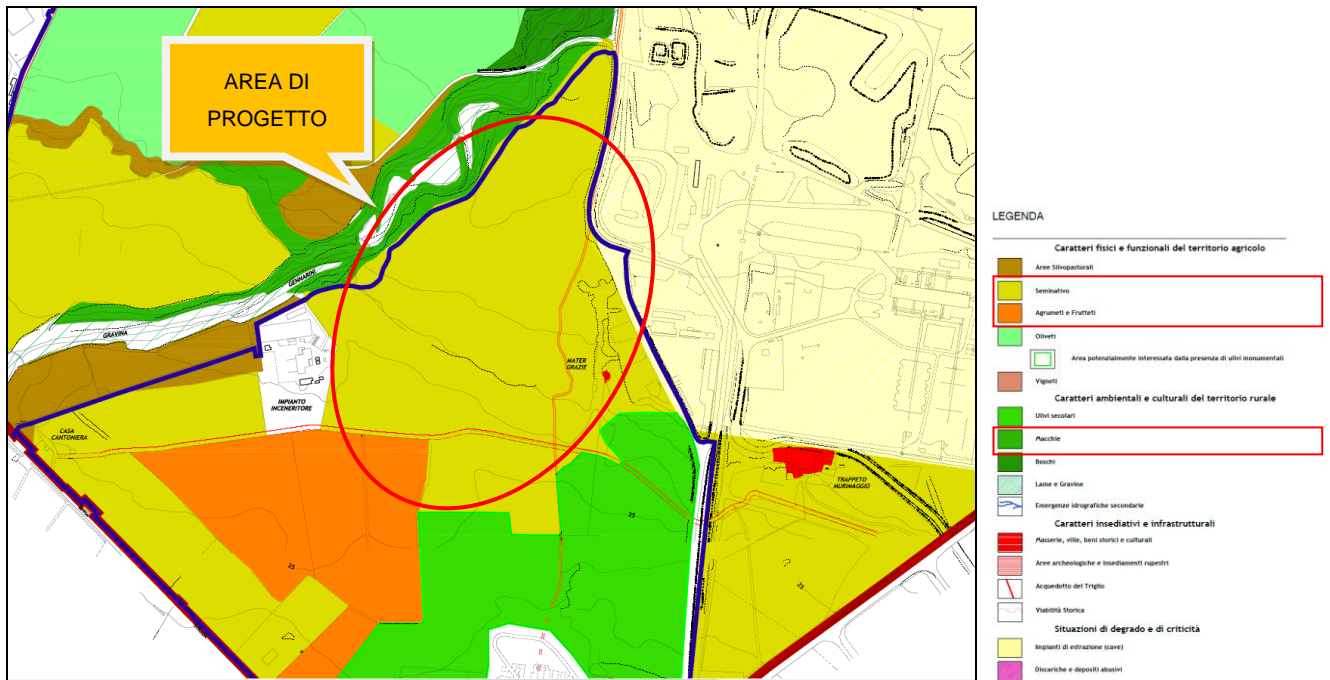 AREA DI
PROGETTO
GENNARINI
GRAVINA
IMPIANTO
INCENERITORE
CASA
CANTONIERA
MATER
GRAZIE
TRAPPETO
MURIMAGGIO
25
25
25
LEGENDA
Caratteri fisici e funzionali del territorio agricolo
Aree Silvopastorali
Seminativo
Agrumeti e Frutteti
Oliveti
Area potenzialmente interessata dalla presenza di ulivi monumentali
Vigneti
Caratteri ambientali e culturali del territorio rurale
Ulivi secolari
Macchie
Boschi
Lame e Gravine
Emergenze idrografiche secondarie
Caratteri insediativi e infrastrutturali
Masserie, ville, beni storici e culturali
Aree archeologiche e insediamenti rupestri
Acquedotto del Triglio
Viabilità Storica
Situazioni di degrado e di criticità
Impianti di estrazione (cave)
Discariche e depositi abusivi